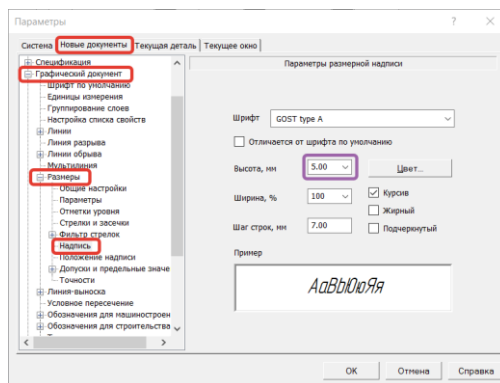 Параметры
?
Система Новые документы Текущая деталь Текущее окно
Спецификация
Графический документ
Шрифт по умолчанию
Единицы измерения
Группирование слоев
Настройка списка свойств
Линии
Линия разрыва
Линии обрыва
Мультилиния
Размеры
Общие настройки
Параметры
Отметки уровня
Стрелки и засечки
Фильтр стрелок
Надпись
Положение надписи
Допуски и предельные значе
Точности
Линия-выноска
Условное пересечение
Обозначения для машиностроен
Обозначения для строительства
Параметры размерной надписи
Шрифт GOST type A
Отличается от шрифта по умолчанию
Высота, мм 5.00 Цвет...
Ширина, % 100 Курсив
Жирный
Шаг строк, мм 7.00 Подчеркнутый
Пример
АаВЫОюЯя
ОК Отмена Справка